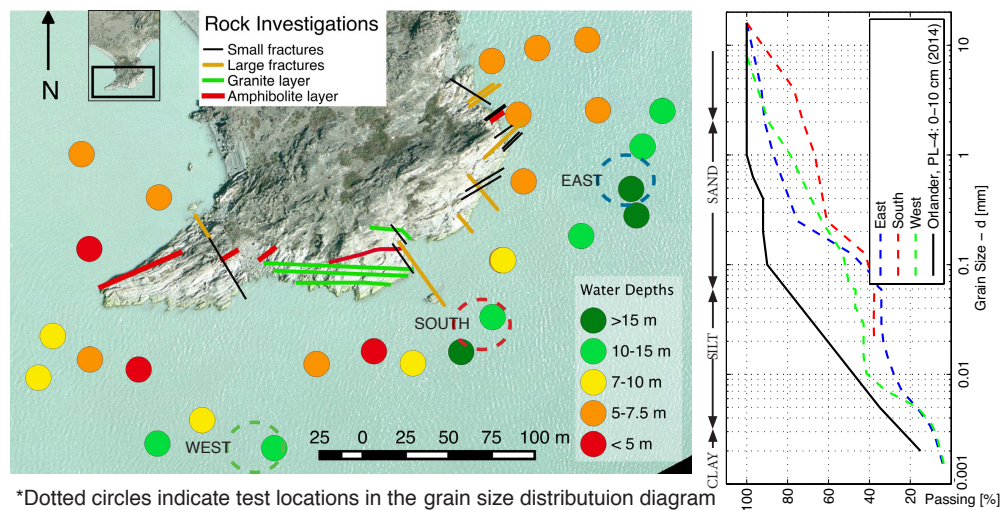 Rock Investigations
Small fractures
Large fractures
Granite layer
Amphibolite layer
N
EAST
SOUTH
WEST
Water Depths
>15 m
10-15 m
7-10 m
5-7.5 m
< 5 m
25 0 25 50 100 m
*Dotted circles indicate test locations in the grain size distributuion diagram
SAND
SILT
CLAY
East
South
West
Orlander, PL–4: 0–10 cm (2014)
10
1
0.1
0.01
0.001
Grain Size – d [mm]
100 80 60 40 20
Passing [%]